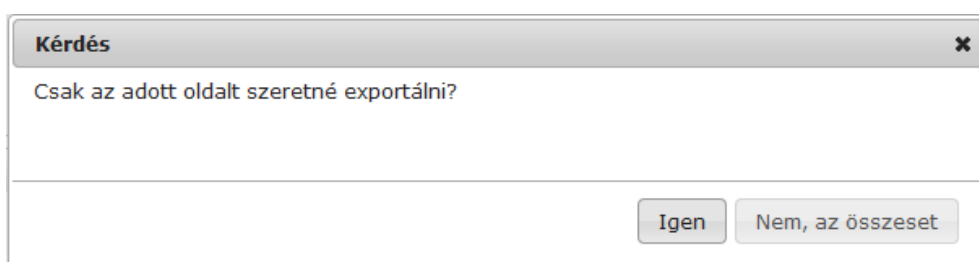 Kérdés
Csak az adott oldalt szeretné exportálni?
Igen Nem, az összeset